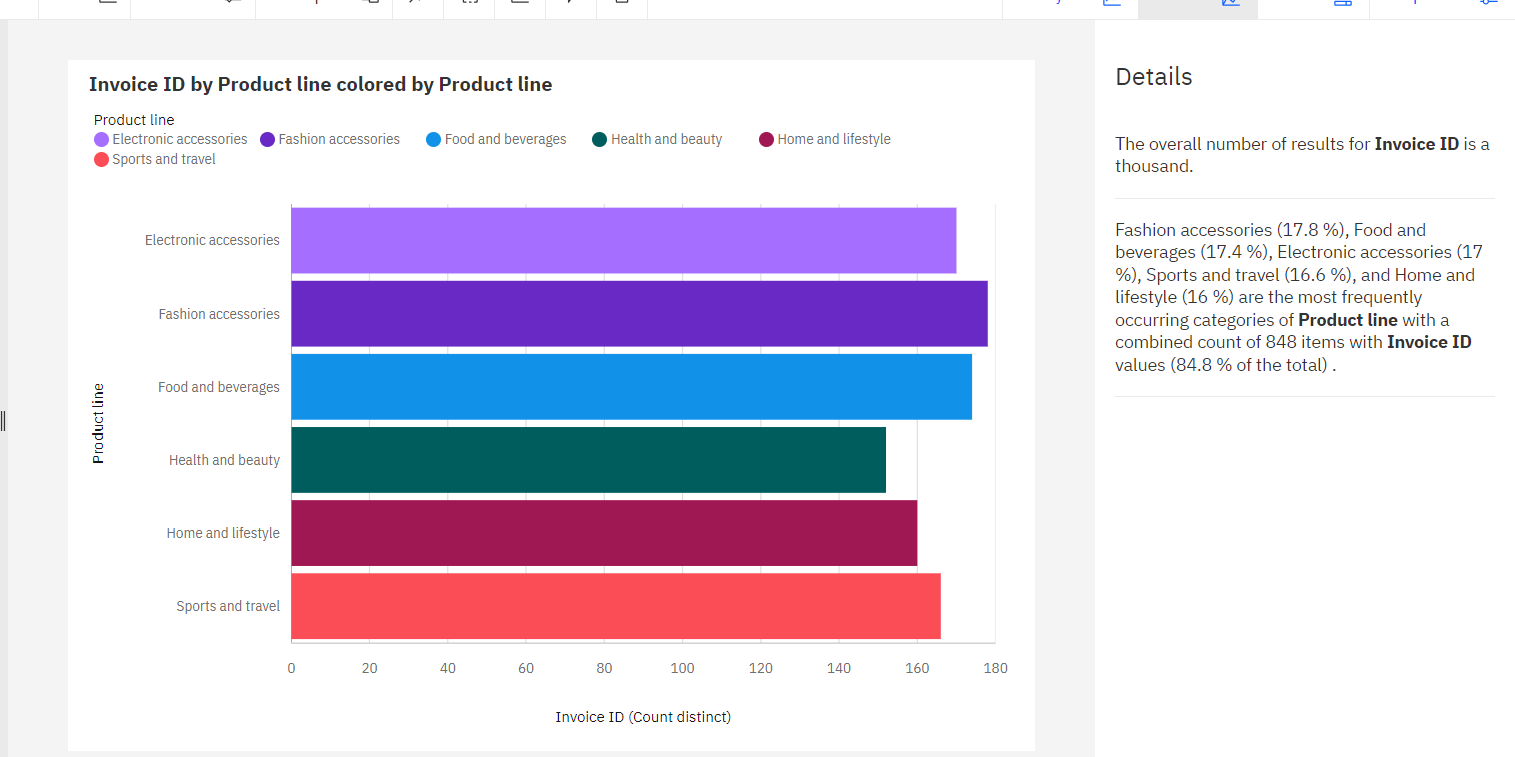 Invoice ID by Product line colored by Product line
Product line
Electronic accessories Fashion accessories Food and beverages Health and beauty Home and lifestyle
Sports and travel
Electronic accessories
Fashion accessories
Food and beverages
Health and beauty
Home and lifestyle
Sports and travel
Product line
0 20 40 60 80 100 120 140 160 180
Invoice ID (Count distinct)
Details
The overall number of results for Invoice ID is a
thousand.
Fashion accessories (17.8 %), Food and
beverages (17.4 %), Electronic accessories (17
%), Sports and travel (16.6 %), and Home and
lifestyle (16 %) are the most frequently
occurring categories of Product line with a
combined count of 848 items with Invoice ID
values (84.8 % of the total) .